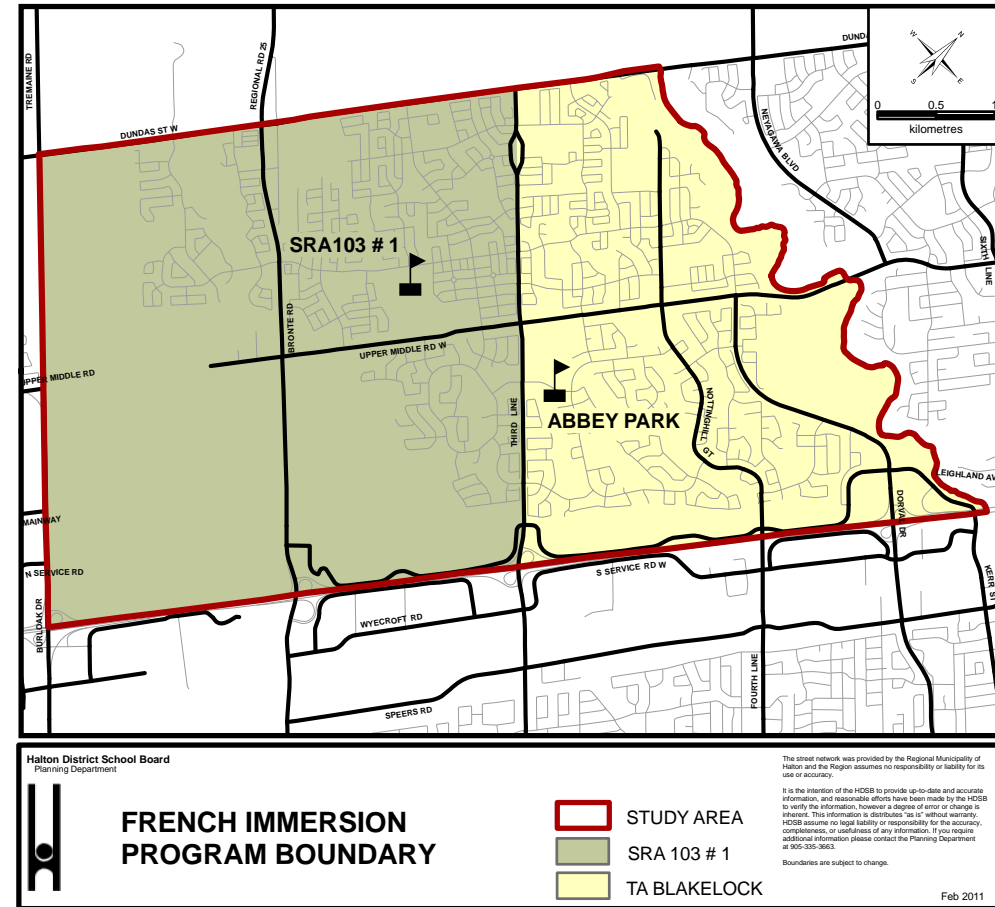 TREMAINE RD
REGIONAL RD 25
DUNDAS ST W
NEYAGAWA BLVD
W
N
S
E
0
0.5
1
kilometres
SIXTH LINE
SRA103 # 1
BRONTE RD
UPPER MIDDLE RD W
UPPER MIDDLE RD
THIRD LINE
ABBEY PARK
NOTTINGHILL GT
MAINWAY
N SERVICE RD
BURLOAK DR
DORVAL DR
KERR ST
S SERVICE RD W
WYECROFT RD
FOURTH LINE
SPEERS RD
Halton District School Board
Planning Department
FRENCH IMMERSION
PROGRAM BOUNDARY
STUDY AREA
SRA 103 # 1
TA BLAKELOCK
The street network was provided by the Regional Municipality of
Halton and the Region assumes no responsibility or liability for its
use or accuracy.
It is the intention of the HDSB to provide up-to-date and accurate
information, and reasonable efforts have been made by the HDSB
to verify the information, however a degree of error or change is
inherent. This information is distributes "as is" without warranty.
HDSB assume no legal liability or responsibility for the accuracy,
completeness, or usefulness of any information. If you require
additional information please contact the Planning Department
at 905-335-3663.
Boundaries are subject to change.
Feb 2011